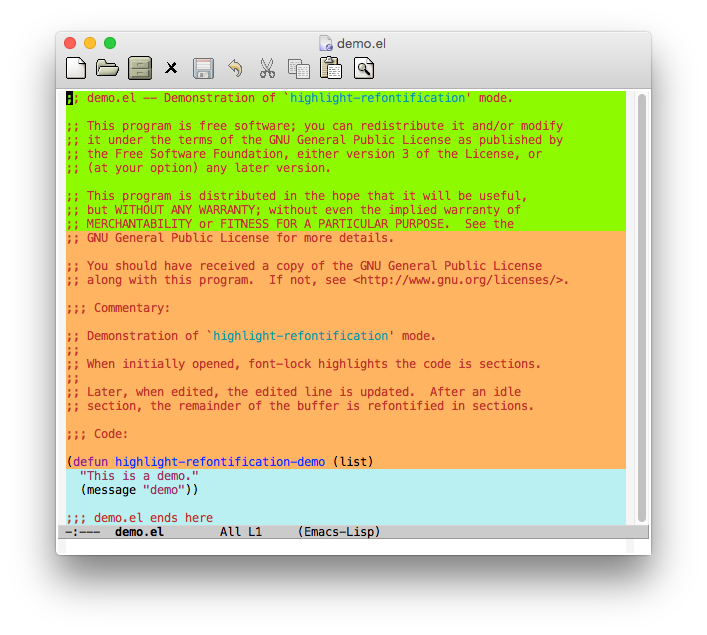 demo.el
;; demo.el -- Demonstration of `highlight-refontification' mode.
;; This program is free software; you can redistribute it and/or modify
;; it under the terms of the GNU General Public License as published by
;; the Free Software Foundation, either version 3 of the License, or
;; (at your option) any later version.
;; This program is distributed in the hope that it will be useful,
;; but WITHOUT ANY WARRANTY; without even the implied warranty of
;; MERCHANTABILITY or FITNESS FOR A PARTICULAR PURPOSE.  See the
;; GNU General Public License for more details.
;; You should have received a copy of the GNU General Public License
;; along with this program.  If not, see <http://www.gnu.org/licenses/>.
;;; Commentary:
;; Demonstration of `highlight-refontification' mode.
;;
;; When initially opened, font-lock highlights the code is sections.
;;
;; Later, when edited, the edited line is updated.  After an idle
;; section, the remainder of the buffer is refontified in sections.
;;; Code:
(defun highlight-refontification-demo (list)
  "This is a demo."
  (message "demo"))
;;; demo.el ends here
-:---  demo.el        All L1     (Emacs-Lisp)